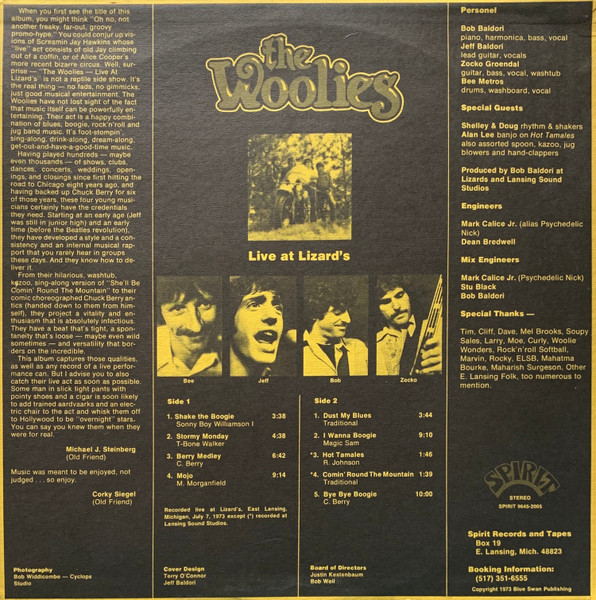 When you first see the title of this
album, you might think "Oh no, not
another freaky, far-out, groovy
promo-hype." You could conjur up vis-
ions of Screamin Jay Hawkins whose
"live" act consists of old Jay climbing
out of a coffin, or of Alice Cooper's
more recent bizarre circus. Well, sur-
prise — "The Woolies — Live At
Lizard's" is not a reptile side show. It's
the real thing — no fads, no gimmicks,
just good musical entertainment. The
Woolies have not lost sight of the fact
that music itself can be powerfully en-
tertaining. Their act is a happy combi-
nation of blues, boogie, rock'n'roll and
jug band music. It's foot-stompin',
sing-along, drink-along, dream-along,
get-out-and-have-a-good-time music.
Having played hundreds — maybe
even thousands — of shows, clubs,
dances, concerts, weddings, open-
ings, and closings since first hitting the
road to Chicago eight years ago, and
having backed up Chuck Berry for six
of those years, these four young musi-
cians certainly have the credentials
they need. Starting at an early age (Jeff
was still in junior high) and an early
time (before the Beatles revolution),
they have developed a style and a con-
sistency and an internal musical rap-
port that you rarely hear in groups
these days. And they know how to de-
liver it.
From their hilarious, washtub,
kazoo, sing-along version of "She'll Be
Comin' Round The Mountain" to their
comic choreographed Chuck Berry an-
tics (handed down to them from him-
self), they project a vitality and en-
thusiasm that is absolutely infectious.
They have a beat that's tight, a spon-
taneity that's loose — maybe even wild
sometimes — and versatility that bor-
ders on the incredible.
This album captures those qualities,
as well as any record of a live perfor-
mance can. But I advise you to also
catch their live act as soon as possible.
Some man in slick tight pants with
pointy shoes and a cigar is soon likely
to add trained aardvaarks and an elec-
tric chair to the act and whisk them off
to Hollywood to be "overnight" stars.
You can say you knew them when they
were for real.
Michael J. Steinberg
(Old Friend)
Music was meant to be enjoyed, not
judged . . . so enjoy.
Corky Siegel
(Old Friend)
Photography
Bob Widdicombe — Cyclops
Studio
the
Woolies
Live at Lizard's
Bee
Jeff
Bob
Zocko
Side 1
1. Shake the Boogie 3:38
Sonny Boy Williamson I
2. Stormy Monday 4:38
T-Bone Walker
3. Berry Medley 6:42
C. Berry
4. Mojo 9:14
M. Morganfield
Recorded live at Lizard's, East Lansing,
Michigan, July 7, 1973 except (*) recorded at
Lansing Sound Studios.
Cover Design
Terry O'Connor
Jeff Baldori
Side 2
1. Dust My Blues 3:44
Traditional
2. I Wanna Boogie 9:10
Magic Sam
*3. Hot Tamales 1:46
R. Johnson
*4. Comin' Round The Mountain 1:39
Traditional
5. Bye Bye Boogie 10:00
C. Berry
Board of Directors
Justin Kestenbaum
Bob Weil
Personel
Bob Baldori
piano, harmonica, bass, vocal
Jeff Baldori
lead guitar, vocals
Zocko Groendal
guitar, bass, vocal, washtub
Bee Metros
drums, washboard, vocal
Special Guests
Shelley & Doug rhythm & shakers
Alan Lee banjo on Hot Tamales
also assorted spoon, kazoo, jug
blowers and hand-clappers
Produced by Bob Baldori at
Lizards and Lansing Sound
Studios
Engineers
Mark Calice Jr. (alias Psychedelic
Nick)
Dean Bredwell
Mix Engineers
Mark Calice Jr. (Psychedelic Nick)
Stu Black
Bob Baldori
Special Thanks —
Tim, Cliff, Dave, Mel Brooks, Soupy
Sales, Larry, Moe, Curly, Woolie
Wonders, Rock'n'roll Softball,
Marvin, Rocky, ELSB, Mahatma
Bourke, Maharish Surgeson, Other
E. Lansing Folk, too numerous to
mention.
SPIRIT
STEREO
SPIRIT 9645-2005
Spirit Records and Tapes
Box 19
E. Lansing, Mich. 48823
Booking Information:
(517) 351-6555
Copyright 1973 Blue Swan Publishing